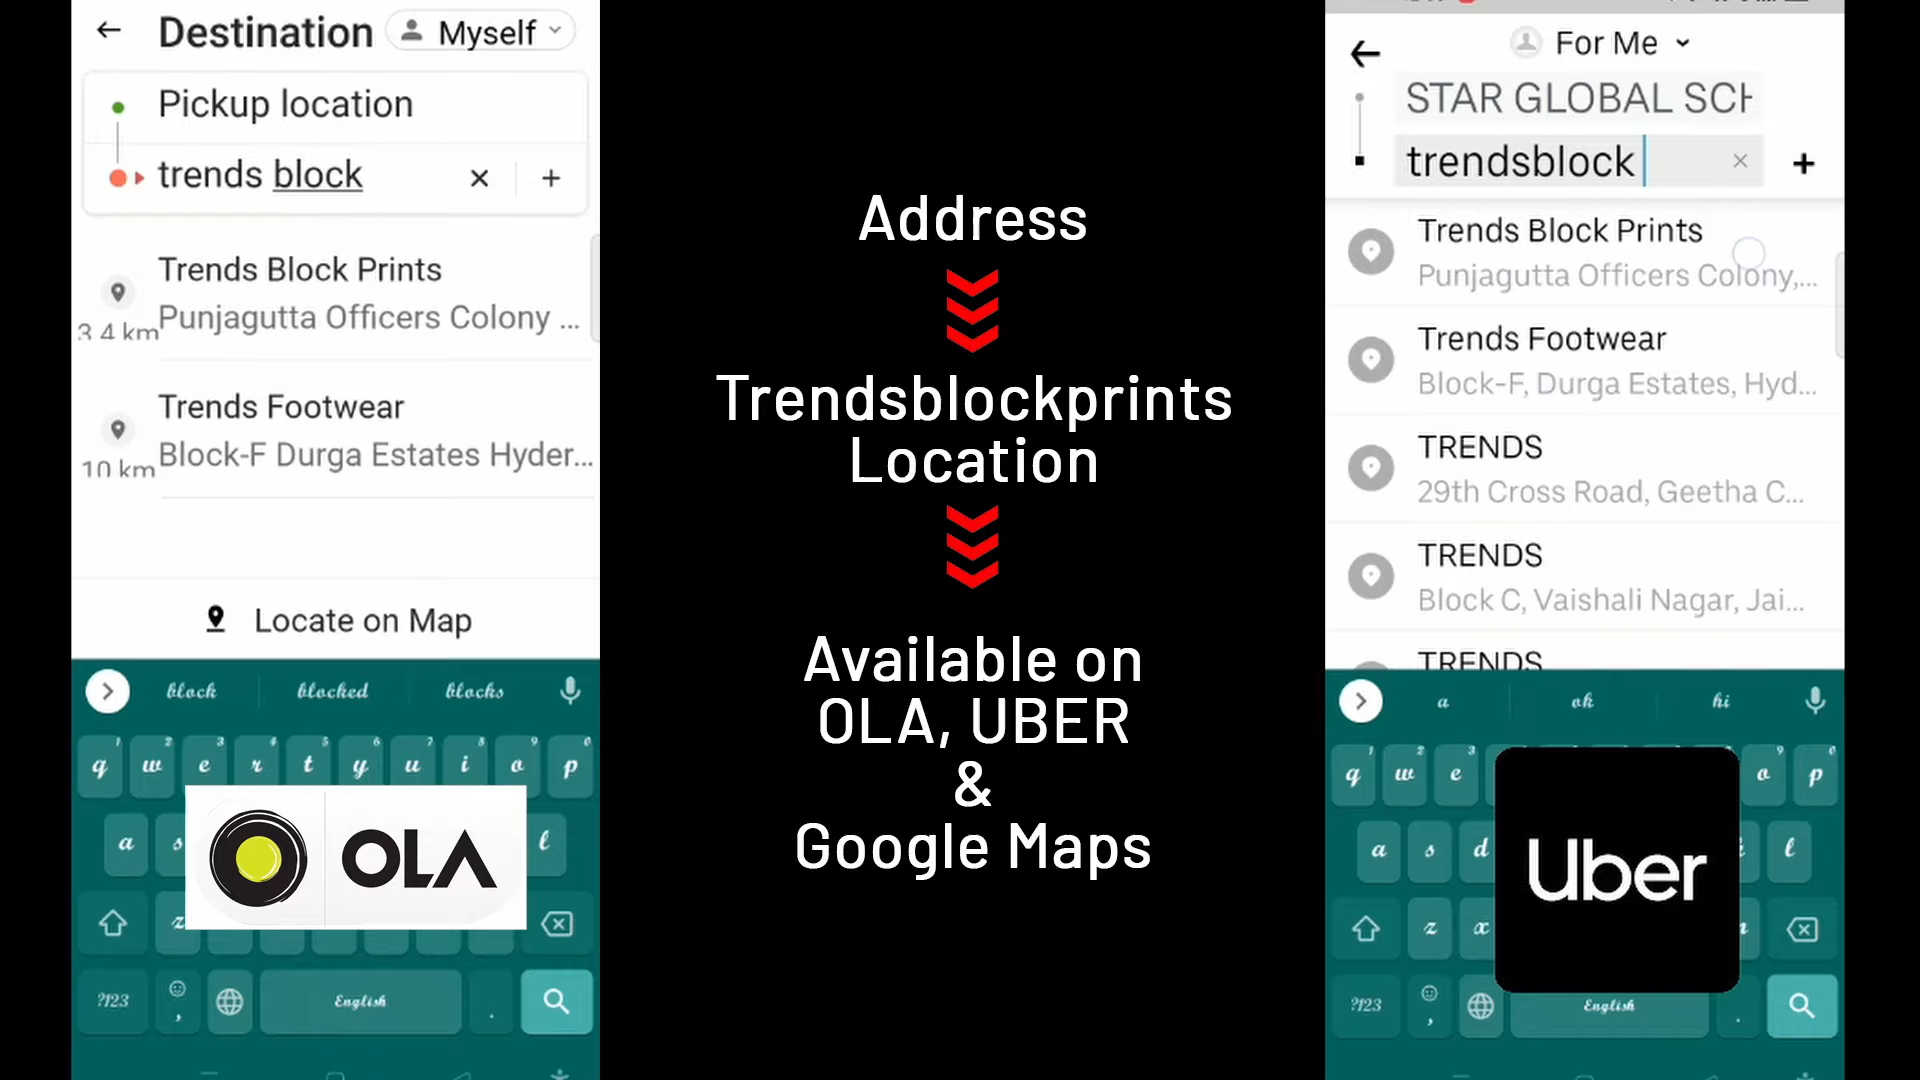 Destination
Myself
Pickup location
trends block
Trends Block Prints
Punjagutta Officers Colony ...
3.4 km
Trends Footwear
Block-F Durga Estates Hyder...
10 km
Locate on Map
block blocked blocks
q w e r t y u i o p
a s l
z
?123 , English .
OLA
Address
Trendsblockprints
Location
Available on
OLA, UBER
&
Google Maps
For Me
STAR GLOBAL SCH
trendsblock
Trends Block Prints
Punjagutta Officers Colony,...
Trends Footwear
Block-F, Durga Estates, Hyd...
TRENDS
29th Cross Road, Geetha C...
TRENDS
Block C, Vaishali Nagar, Jai...
TRENDS
a ok hi
q w e o p
a s d l
z x
?123 , English .
Uber